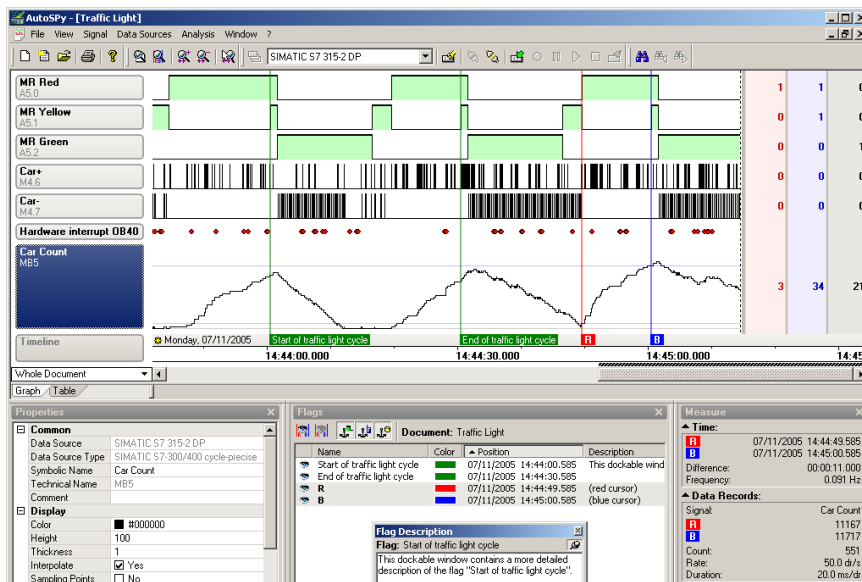 AutoSPy - [Traffic Light]
File View Signal Data Sources Analysis Window ?
SIMATIC S7 315-2 DP
MR Red
A5.0
1 1
MR Yellow
A5.1
0 1
MR Green
A5.2
0 0 1
Car+
M4.6
0 0
Car-
M4.7
0 0
Hardware interrupt OB40
Car Count
MB5
3 34 21
Timeline
Monday, 07/11/2005 Start of traffic light cycle End of traffic light cycle R B
14:44:00.000 14:44:30.000 14:45:00.000 14:45
Whole Document
Graph Table
Properties Flags Measure
Common
Data Source SIMATIC S7 315-2 DP
Data Source Type SIMATIC S7-300/400 cycle-precise
Symbolic Name Car Count
Technical Name MB5
Comment
Display
Color #000000
Height 100
Thickness 1
Interpolate Yes
Sampling Points No
Document: Traffic Light
Name Color Position Description
Start of traffic light cycle 07/11/2005 14:44:00.585 This dockable wind
End of traffic light cycle 07/11/2005 14:44:30.585
R 07/11/2005 14:44:49.585 (red cursor)
B 07/11/2005 14:45:00.585 (blue cursor)
Flag Description
Flag: Start of traffic light cycle
This dockable window contains a more detailed
description of the flag "Start of traffic light cycle".
Time:
R 07/11/2005 14:44:49.585
B 07/11/2005 14:45:00.585
Difference: 00:00:11.000
Frequency: 0.091 Hz
Data Records:
Signal: Car Count
R 11167
B 11717
Count: 551
Rate: 50.0 dr/s
Duration: 20.0 ms/dr